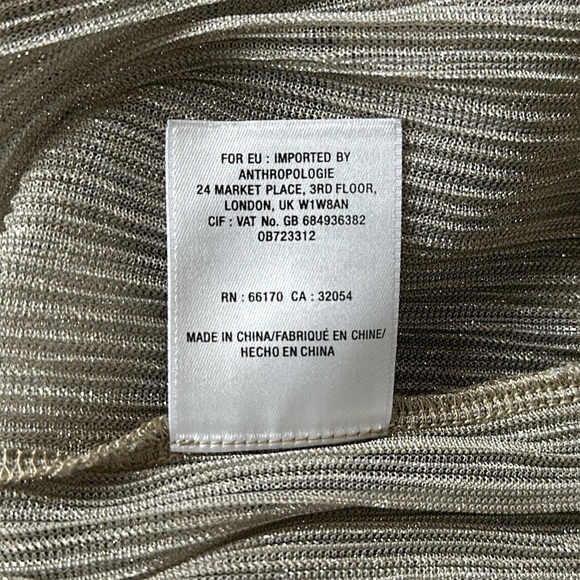 FOR EU : IMPORTED BY
ANTHROPOLOGIE
24 MARKET PLACE, 3RD FLOOR,
LONDON, UK W1W8AN
CIF : VAT No. GB 684936382
0B723312
RN : 66170 CA : 32054
MADE IN CHINA/FABRIQUÉ EN CHINE/
HECHO EN CHINA